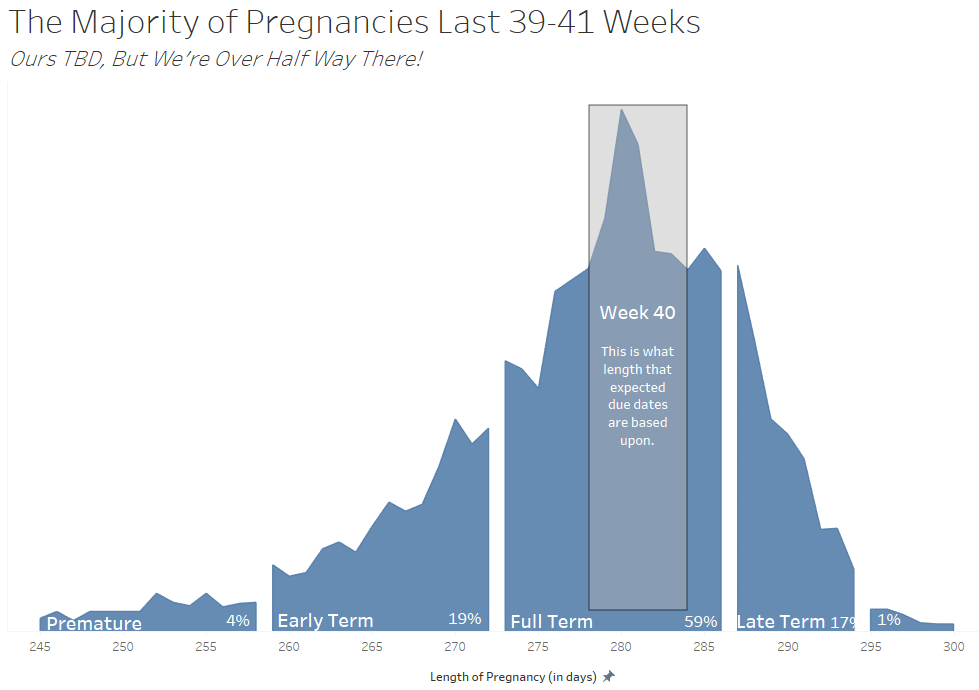 The Majority of Pregnancies Last 39-41 Weeks
Ours TBD, But We're Over Half Way There!
Week 40
This is what
length that
expected
due dates
are based
upon.
Premature 4%
Early Term 19%
Full Term 59%
Late Term 17%
1%
245 250 255 260 265 270 275 280 285 290 295 300
Length of Pregnancy (in days)